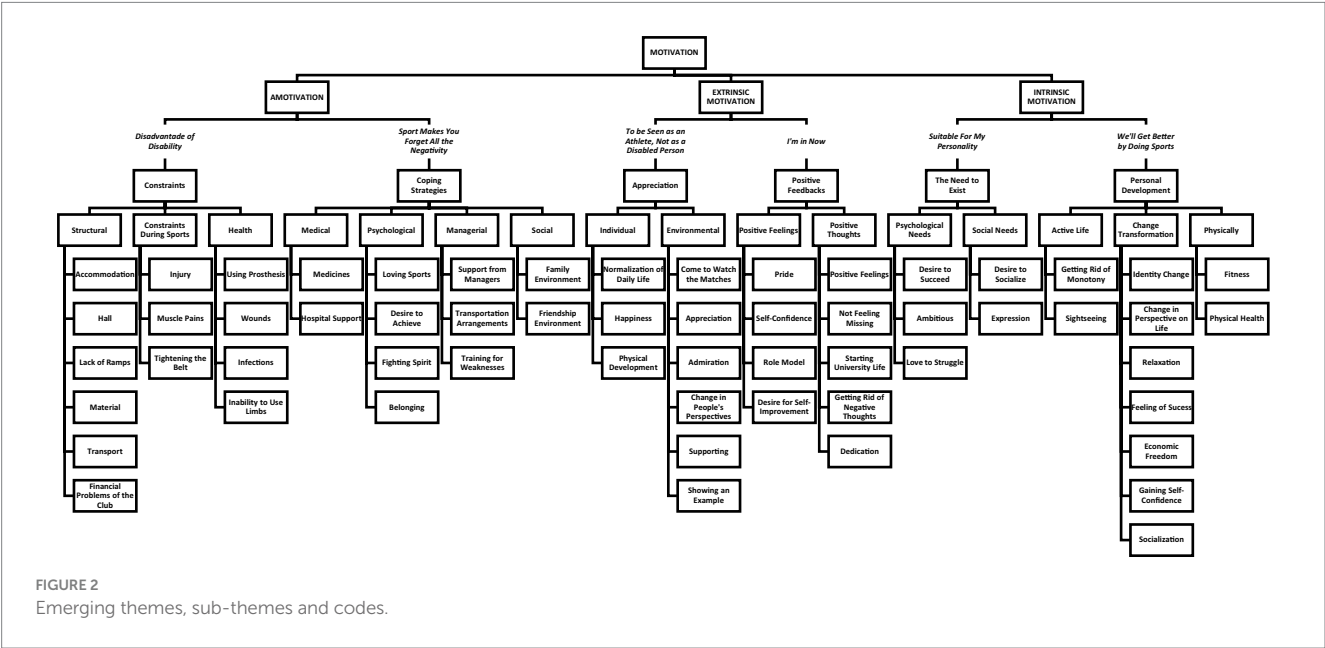 MOTIVATION
AMOTIVATION
EXTRINSIC
MOTIVATION
INTRINSIC
MOTIVATION
Disadvantade of
Disability
Sport Makes You
Forget All the
Negativity
To be Seen as an
Athlete, Not as a
Disabled Person
I'm in Now
Suitable For My
Personality
We'll Get Better
by Doing Sports
Constraints
Coping
Strategies
Appreciation
Positive
Feedbacks
The Need to
Exist
Personal
Development
Structural
Constraints
During Sports
Health
Medical
Psychological
Managerial
Social
Individual
Environmental
Positive Feelings
Positive
Thoughts
Psychological
Needs
Social Needs
Active Life
Change
Transformation
Physically
Accommodation
Injury
Using Prosthesis
Medicines
Loving Sports
Support from
Managers
Family
Environment
Normalization of
Daily Life
Come to Watch
the Matches
Pride
Positive Feelings
Desire to
Succeed
Desire to
Socialize
Getting Rid of
Monotony
Identity Change
Fitness
Hall
Muscle Pains
Wounds
Hospital Support
Desire to
Achieve
Transportation
Arrangements
Friendship
Environment
Happiness
Appreciation
Self-Confidence
Not Feeling
Missing
Ambitious
Expression
Sightseeing
Change in
Perspective on
Life
Physical Health
Lack of Ramps
Tightening the
Belt
Infections
Fighting Spirit
Training for
Weaknesses
Physical
Development
Admiration
Role Model
Starting
University Life
Love to Struggle
Relaxation
Material
Inability to Use
Limbs
Belonging
Change in
People's
Perspectives
Desire for Self-
Improvement
Getting Rid of
Negative
Thoughts
Feeling of Sucess
Transport
Supporting
Dedication
Economic
Freedom
Financial
Problems of the
Club
Showing an
Example
Gaining Self-
Confidence
Socialization
FIGURE 2
Emerging themes, sub-themes and codes.